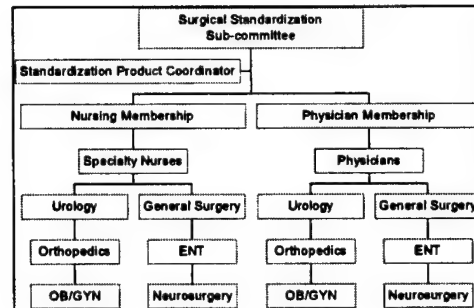 Surgical Standardization
Sub-committee
Standardization Product Coordinator
Nursing Membership
Physician Membership
Specialty Nurses
Physicians
Urology
General Surgery
Urology
General Surgery
Orthopedics
ENT
Orthopedics
ENT
OB/GYN
Neurosurgery
OB/GYN
Neurosurgery